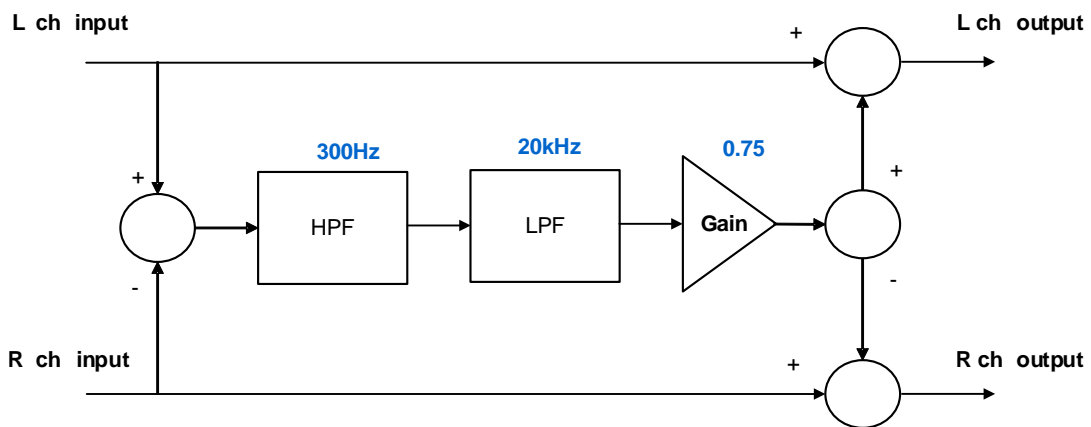 L ch input
L ch output
+
300Hz
20kHz
0.75
+
+
HPF
LPF
Gain
-
-
R ch input
+
R ch output